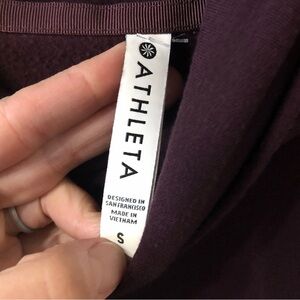 ATHLETA
DESIGNED IN
SAN FRANCISCO
MADE IN
VIETNAM
S